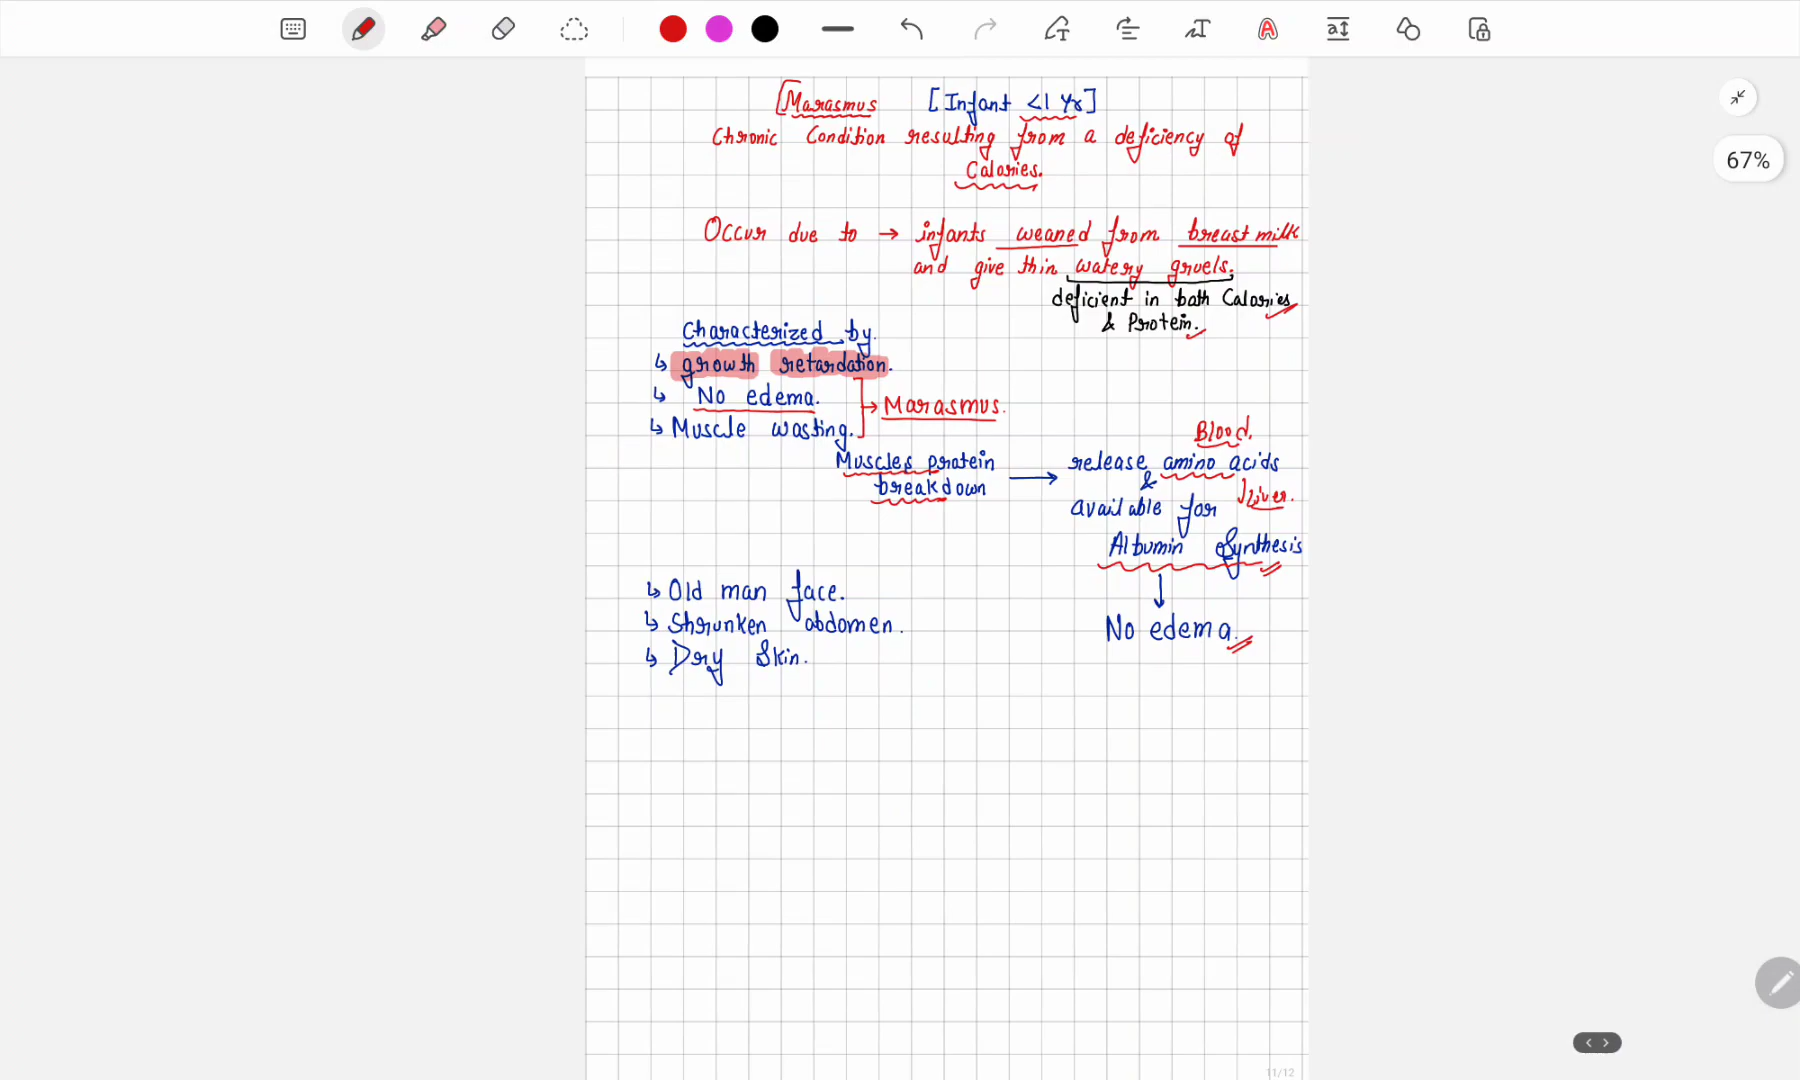 67%
[Marasmus [Infant <1 Yr]
Chronic Condition resulting from a deficiency of
Calories.
Occur due to → infants weaned from breast milk
and give thin watery gruels.
deficient in both Calories
& Protein.
Characterized by
↳ growth retardation.
↳ No edema.
→ Marasmus.
↳ Muscle wasting.
Muscles protein
breakdown
→
Blood.
release amino acids
&
↓ Liver.
available for
Albumin Synthesis
↓
No edema.
↳ Old man face.
↳ Shrunken abdomen.
↳ Dry Skin.
11/12